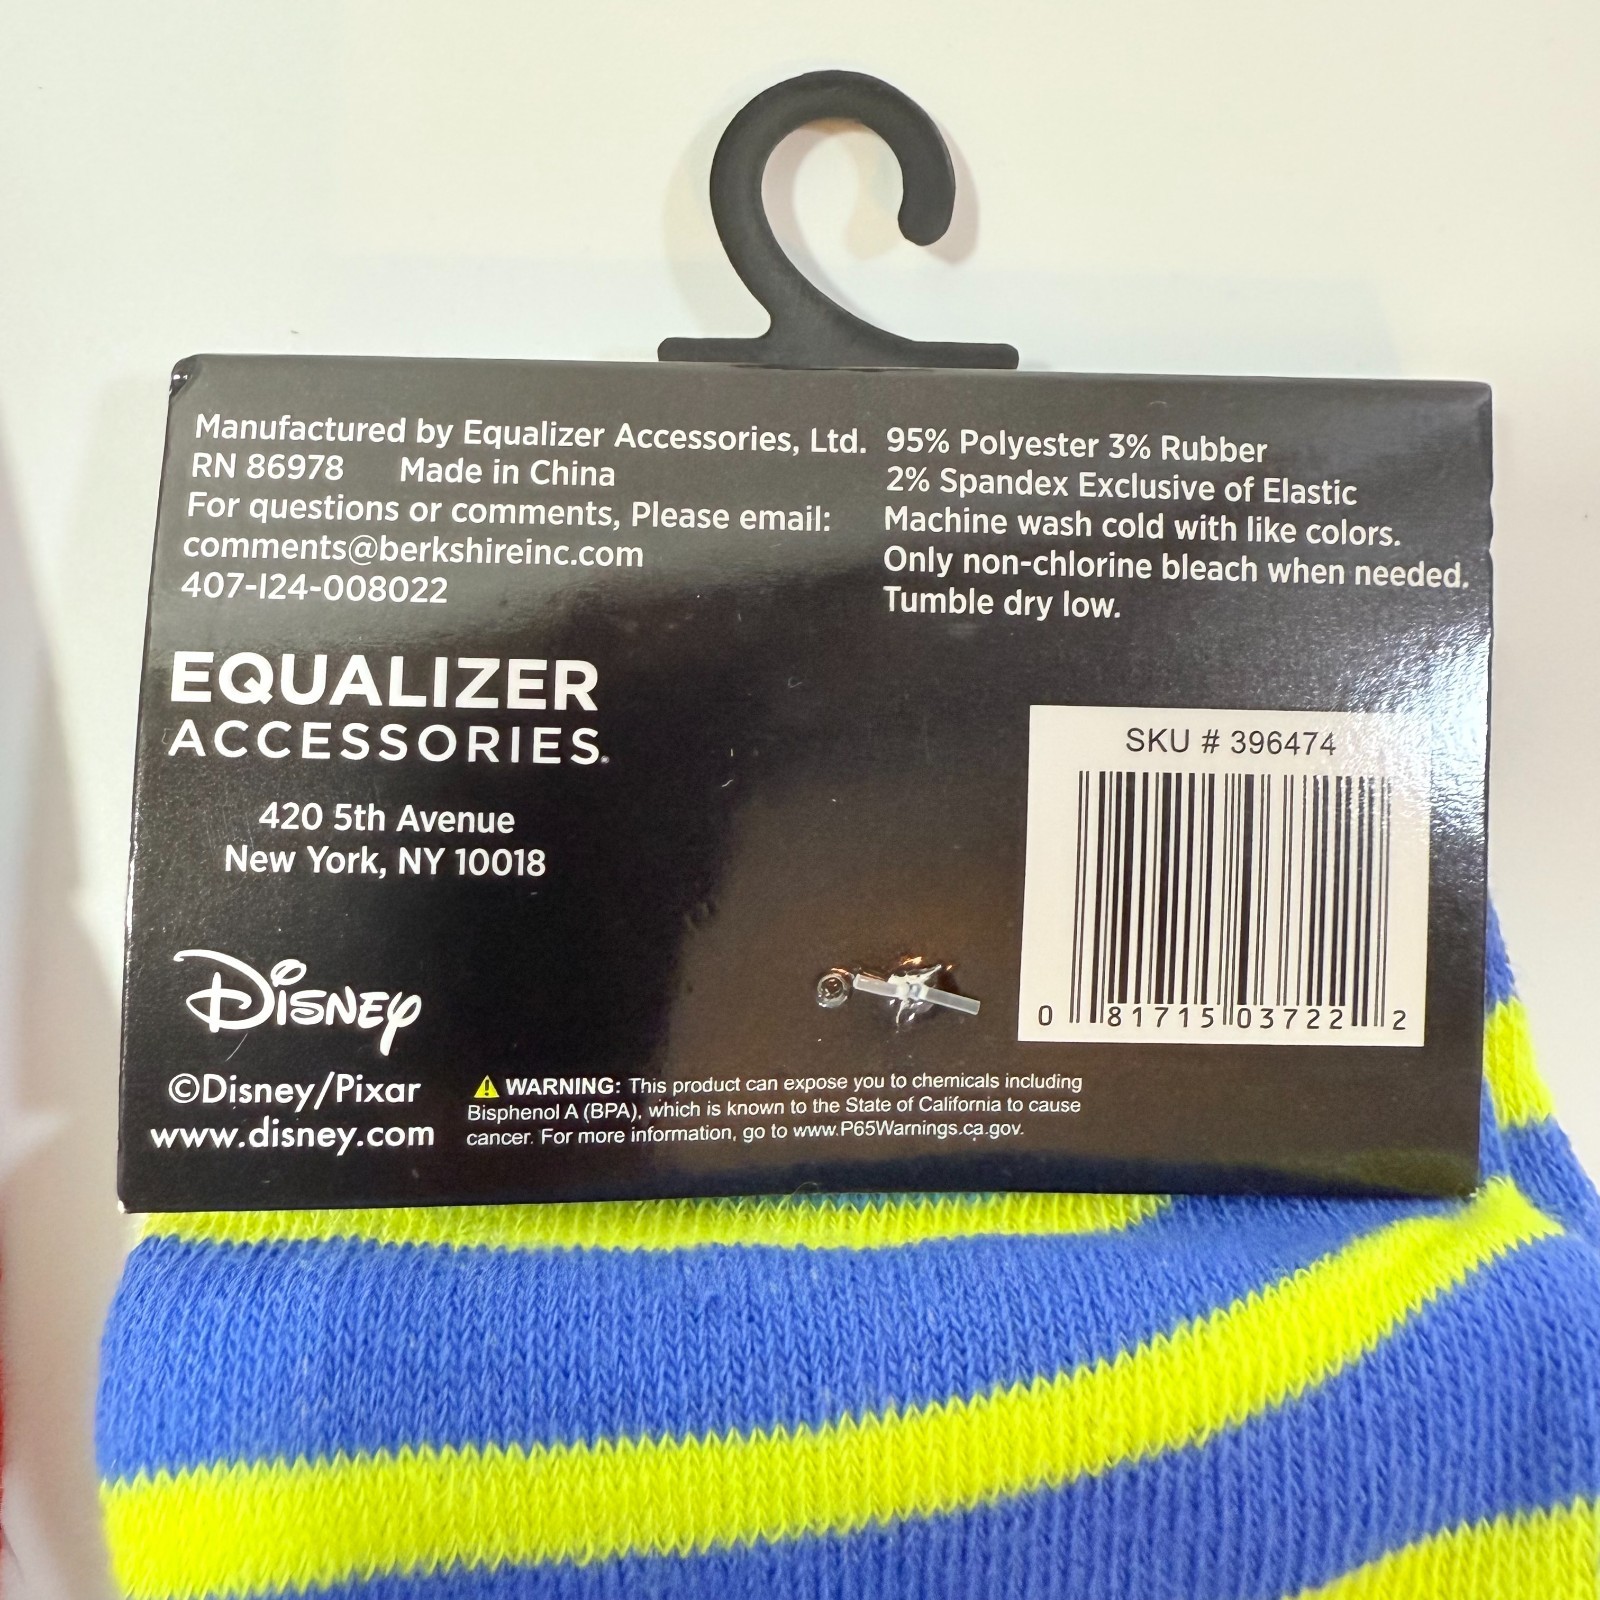 Manufactured by Equalizer Accessories, Ltd.
RN 86978 Made in China
For questions or comments, Please email:
comments@berkshireinc.com
407-I24-008022
95% Polyester 3% Rubber
2% Spandex Exclusive of Elastic
Machine wash cold with like colors.
Only non-chlorine bleach when needed.
Tumble dry low.
EQUALIZER
ACCESSORIES®
420 5th Avenue
New York, NY 10018
SKU # 396474
0 81715 03722 2
Disney
©Disney/Pixar
www.disney.com
⚠ WARNING: This product can expose you to chemicals including
Bisphenol A (BPA), which is known to the State of California to cause
cancer. For more information, go to www.P65Warnings.ca.gov.